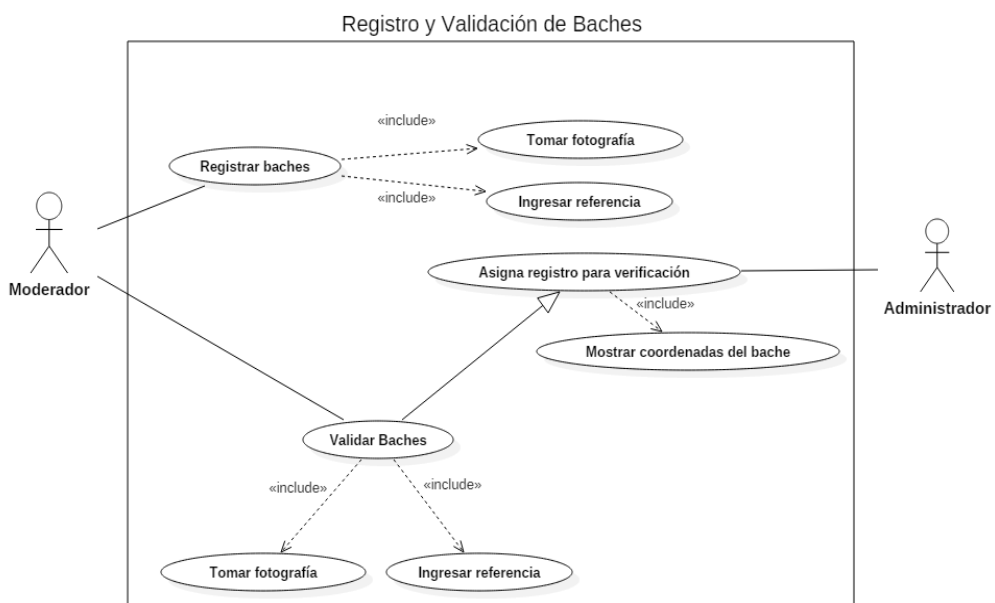 Registro y Validación de Baches
«include»
Tomar fotografía
Registrar baches
«include»
Ingresar referencia
Moderador
Asigna registro para verificación
Administrador
«include»
Mostrar coordenadas del bache
Validar Baches
«include»
«include»
Tomar fotografía
Ingresar referencia